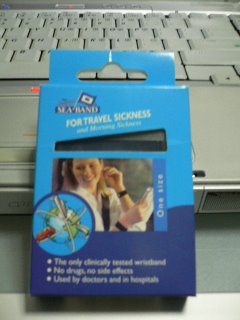 SEA-BAND
FOR TRAVEL SICKNESS
and Morning Sickness
One size
• The only clinically tested wristband
• No drugs, no side effects
• Used by doctors and in hospitals